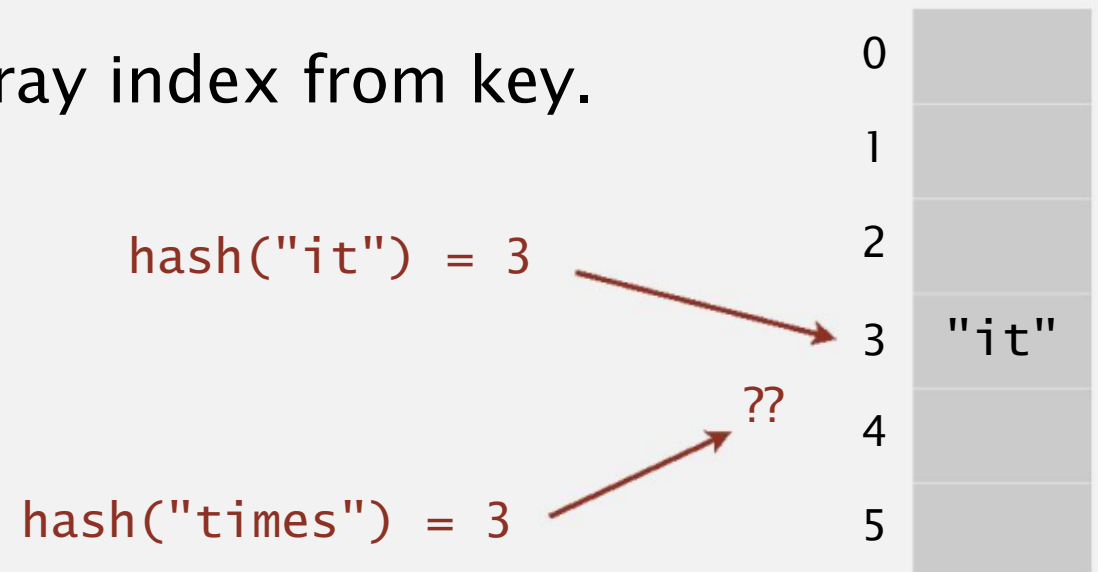 ray index from key.
hash("it") = 3
??
hash("times") = 3
0
1
2
3 "it"
4
5